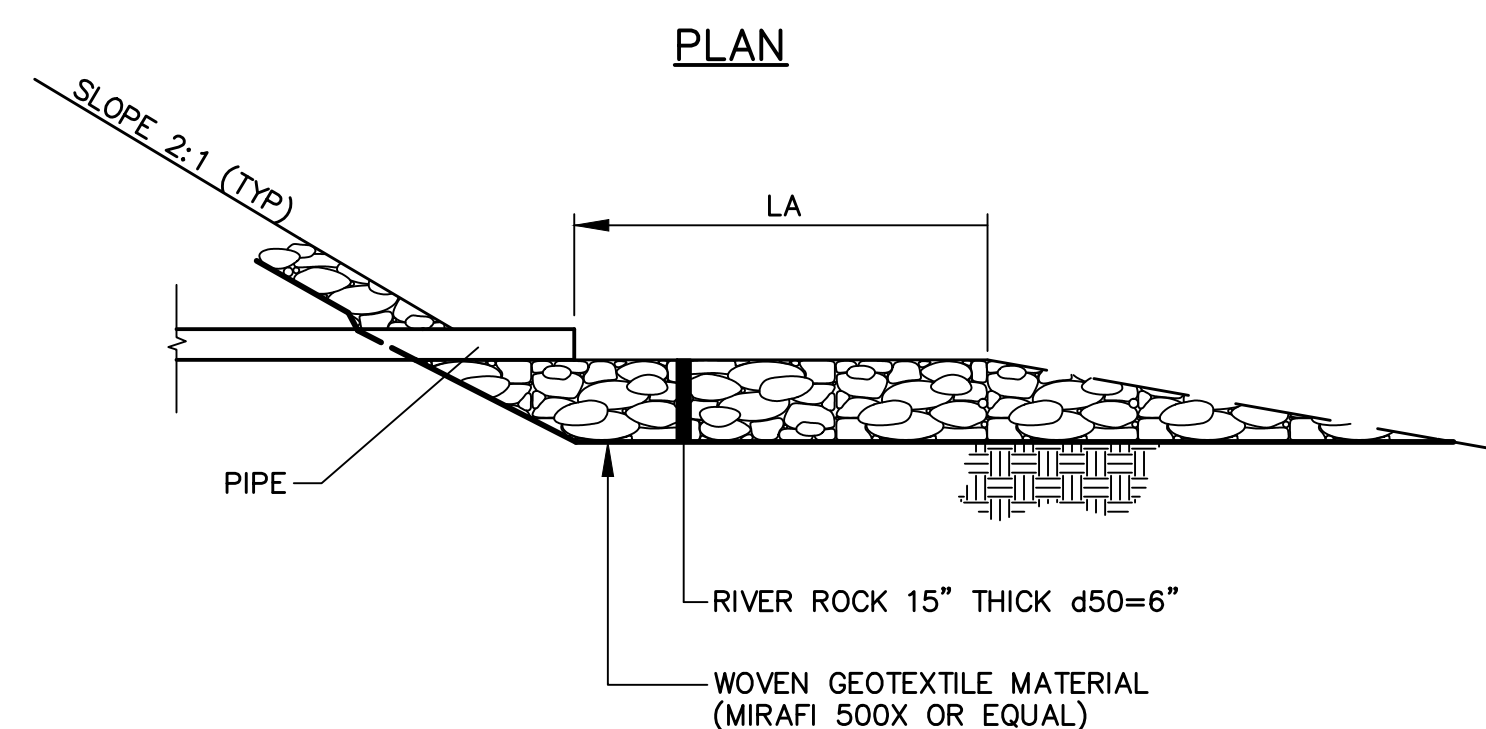 PLAN
SLOPE 2:1 (TYP)
LA
PIPE
RIVER ROCK 15” THICK d50=6”
WOVEN GEOTEXTILE MATERIAL
(MIRAFI 500X OR EQUAL)